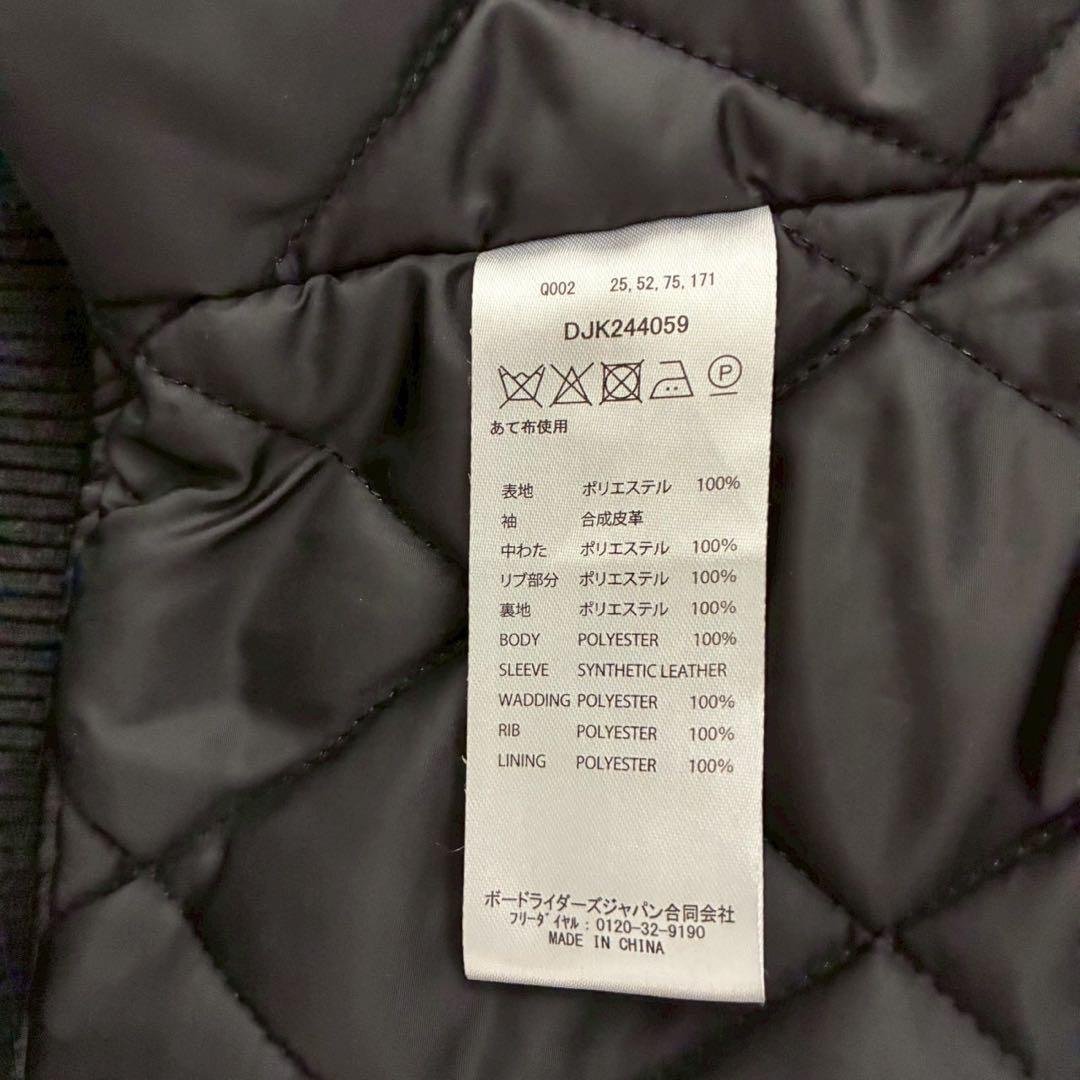 Q002 25,52,75,171
DJK244059
P
あて布使用
表地 ポリエステル 100%
袖 合成皮革
中わた ポリエステル 100%
リブ部分 ポリエステル 100%
裏地 ポリエステル 100%
BODY POLYESTER 100%
SLEEVE SYNTHETIC LEATHER
WADDING POLYESTER 100%
RIB POLYESTER 100%
LINING POLYESTER 100%
ボードライダーズジャパン合同会社
フリーダイヤル:0120-32-9190
MADE IN CHINA